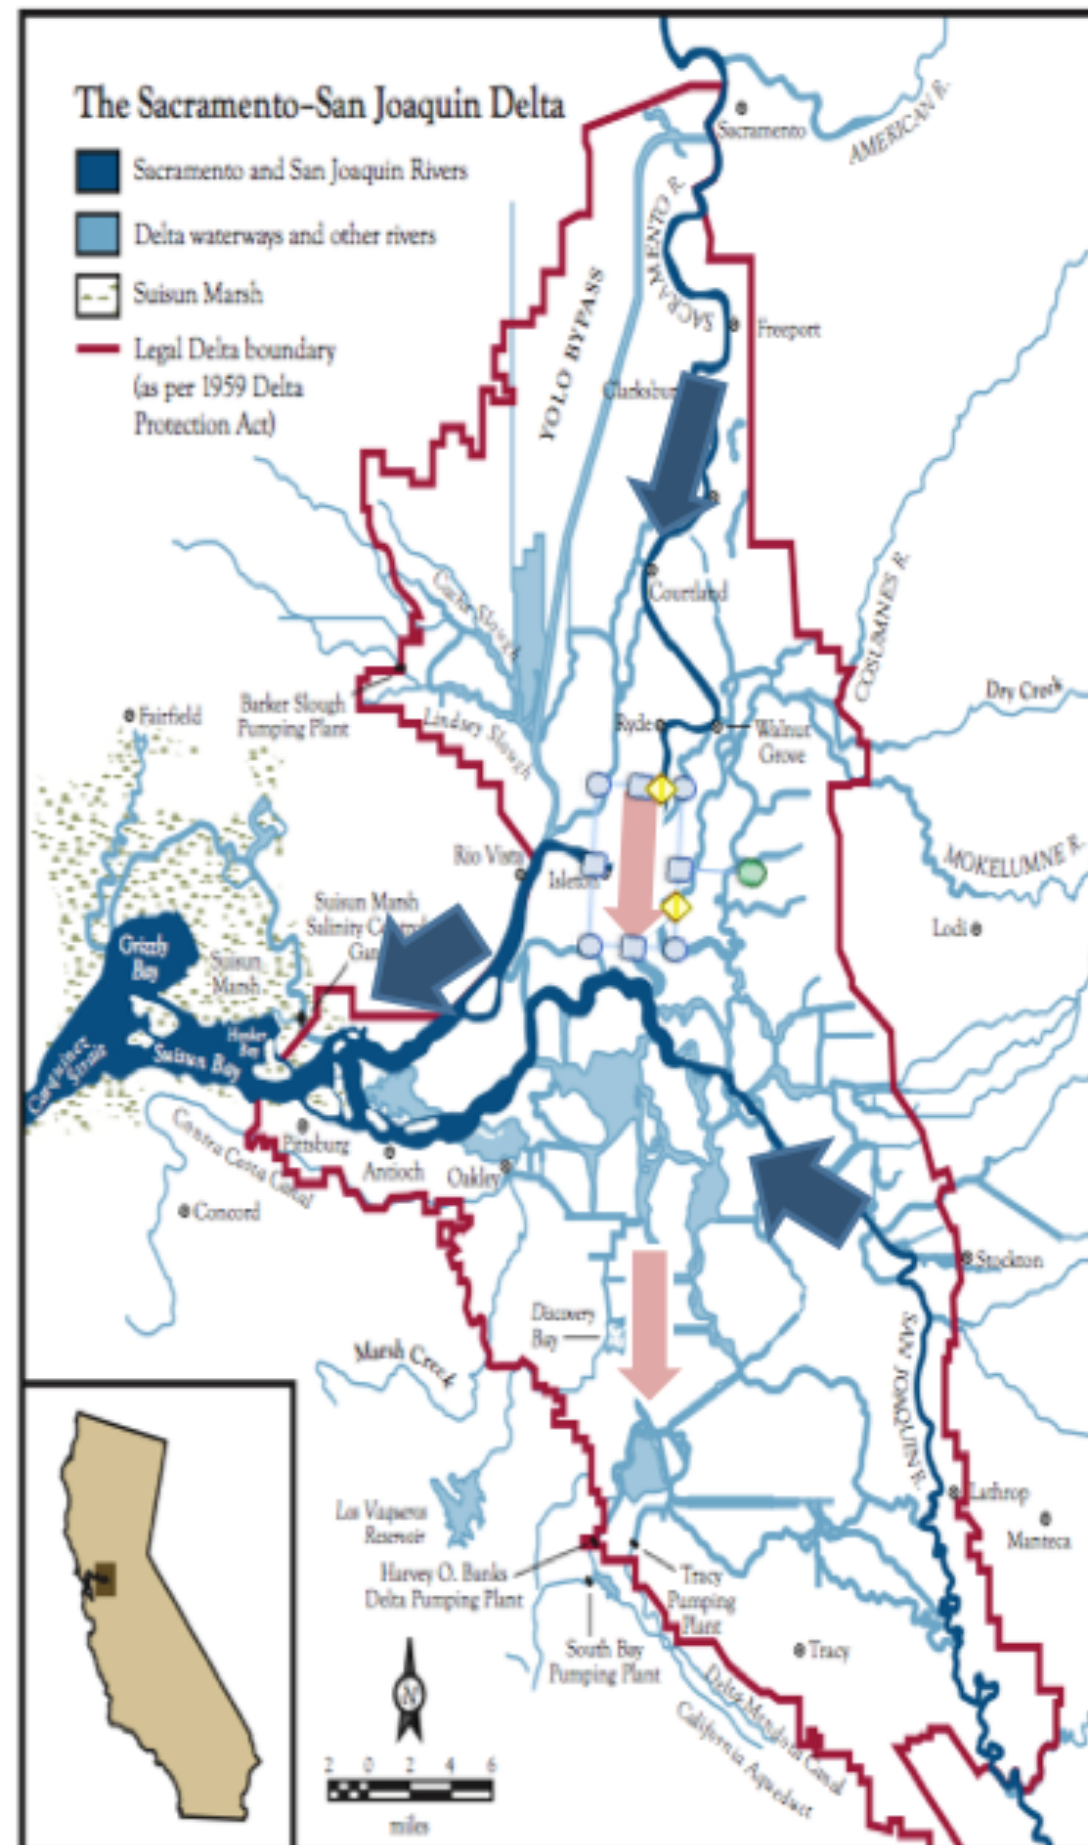 The Sacramento–San Joaquin Delta
Sacramento and San Joaquin Rivers
Delta waterways and other rivers
Suisun Marsh
Legal Delta boundary
(as per 1959 Delta
Protection Act)
Sacramento
AMERICAN R.
SACRAMENTO R.
SACRAMENTO
YOLO BYPASS
Freeport
Courtland
COSUMNES R.
Dry Creek
Cache Slough
Barker Slough
Pumping Plant
Lindsey Slough
Fairfield
Ryde
Walnut
Grove
MOKELUMNE R.
Rio Vista
Isleton
Lodi
Suisun Marsh
Salinity Control
Grizzly
Bay
Suisun
Marsh
Honker
Bay
Suisun Bay
Carquinez
Strait
Pittsburg
Antioch
Oakley
Contra Costa Canal
Concord
Stockton
SAN JOAQUIN R.
Discovery
Bay
Marsh Creek
Los Vaqueros
Reservoir
Lathrop
Manteca
Harvey O. Banks
Delta Pumping Plant
Tracy
Pumping
Plant
South Bay
Pumping Plant
Tracy
Delta Mendota Canal
California Aqueduct
N
2 0 2 4 6
miles